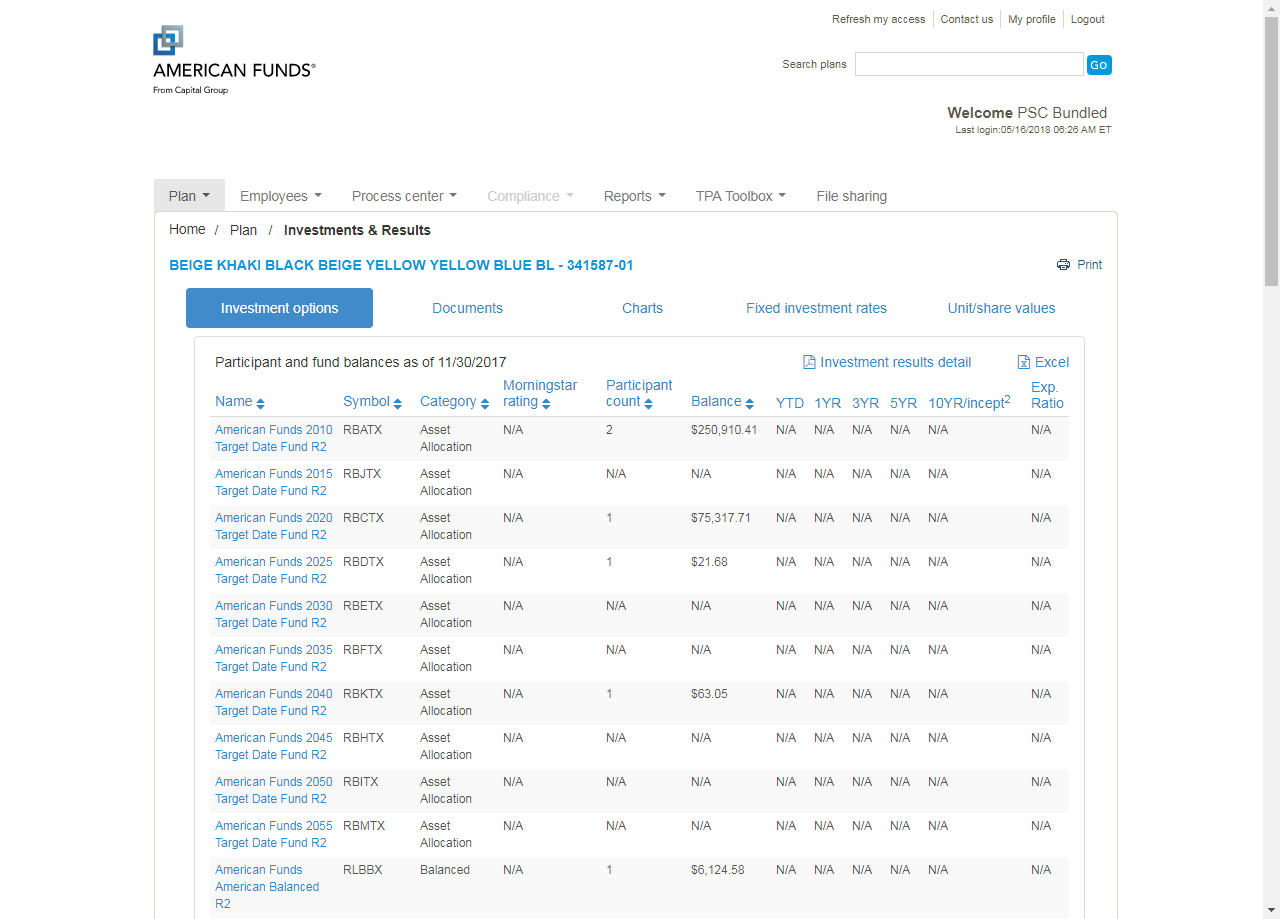 Refresh my access Contact us My profile Logout
AMERICAN FUNDS®
From Capital Group
Search plans Go
Welcome PSC Bundled
Last login:05/16/2018 06:26 AM ET
Plan Employees Process center Compliance Reports TPA Toolbox File sharing
Home / Plan / Investments & Results
BEIGE KHAKI BLACK BEIGE YELLOW YELLOW BLUE BL - 341587-01 Print
Investment options Documents Charts Fixed investment rates Unit/share values
Participant and fund balances as of 11/30/2017 Investment results detail Excel
Name Symbol Category Morningstar rating Participant count Balance YTD 1YR 3YR 5YR 10YR/incept2 Exp. Ratio
American Funds 2010 RBATX Asset N/A 2 $250,910.41 N/A N/A N/A N/A N/A N/A
Target Date Fund R2 Allocation
American Funds 2015 RBJTX Asset N/A N/A N/A N/A N/A N/A N/A N/A N/A
Target Date Fund R2 Allocation
American Funds 2020 RBCTX Asset N/A 1 $75,317.71 N/A N/A N/A N/A N/A N/A
Target Date Fund R2 Allocation
American Funds 2025 RBDTX Asset N/A 1 $21.68 N/A N/A N/A N/A N/A N/A
Target Date Fund R2 Allocation
American Funds 2030 RBETX Asset N/A N/A N/A N/A N/A N/A N/A N/A N/A
Target Date Fund R2 Allocation
American Funds 2035 RBFTX Asset N/A N/A N/A N/A N/A N/A N/A N/A N/A
Target Date Fund R2 Allocation
American Funds 2040 RBKTX Asset N/A 1 $63.05 N/A N/A N/A N/A N/A N/A
Target Date Fund R2 Allocation
American Funds 2045 RBHTX Asset N/A N/A N/A N/A N/A N/A N/A N/A N/A
Target Date Fund R2 Allocation
American Funds 2050 RBITX Asset N/A N/A N/A N/A N/A N/A N/A N/A N/A
Target Date Fund R2 Allocation
American Funds 2055 RBMTX Asset N/A N/A N/A N/A N/A N/A N/A N/A N/A
Target Date Fund R2 Allocation
American Funds RLBBX Balanced N/A 1 $6,124.58 N/A N/A N/A N/A N/A N/A
American Balanced
R2